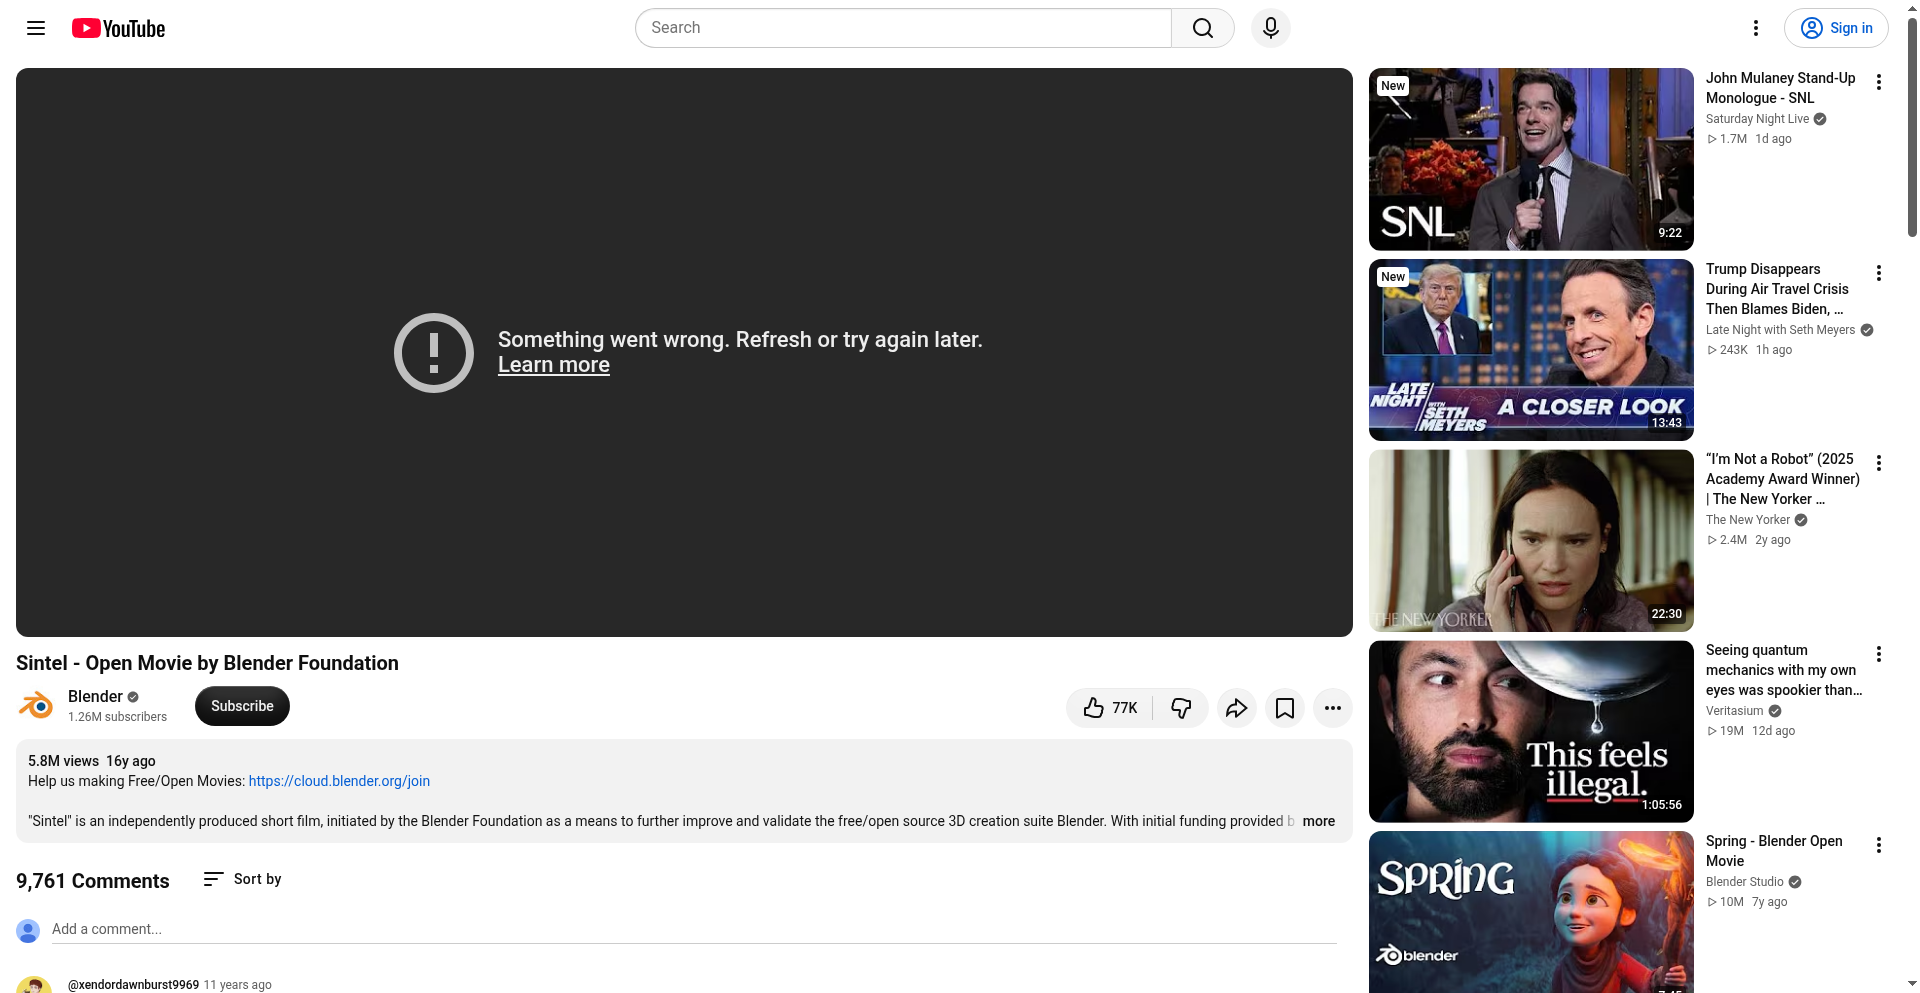 YouTube
Search
Sign in
Something went wrong. Refresh or try again later.
Learn more
Sintel - Open Movie by Blender Foundation
Blender
1.26M subscribers
Subscribe
77K
5.8M views 16y ago
Help us making Free/Open Movies: https://cloud.blender.org/join
"Sintel" is an independently produced short film, initiated by the Blender Foundation as a means to further improve and validate the free/open source 3D creation suite Blender. With initial funding provided b more
9,761 Comments
Sort by
Add a comment...
@xendordawnburst9969 11 years ago
New
SNL
9:22
John Mulaney Stand-Up
Monologue - SNL
Saturday Night Live
1.7M 1d ago
New
LATE
NIGHT
WITH
SETH
MEYERS
A CLOSER LOOK
13:43
Trump Disappears
During Air Travel Crisis
Then Blames Biden, …
Late Night with Seth Meyers
243K 1h ago
THE NEW YORKER
22:30
“I’m Not a Robot” (2025
Academy Award Winner)
| The New Yorker …
The New Yorker
2.4M 2y ago
This feels
illegal.
1:05:56
Seeing quantum
mechanics with my own
eyes was spookier than…
Veritasium
19M 12d ago
SPRING
blender
Spring - Blender Open
Movie
Blender Studio
10M 7y ago